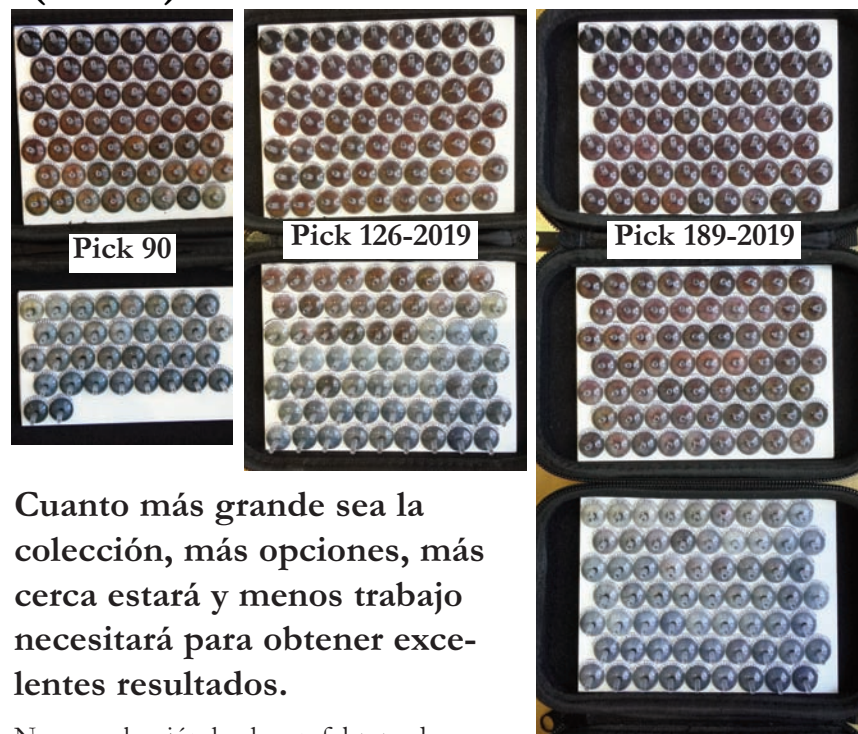 Pick 90
Pick 126-2019
Pick 189-2019
Cuanto más grande sea la
colección, más opciones, más
cerca estará y menos trabajo
necesitará para obtener exce-
lentes resultados.